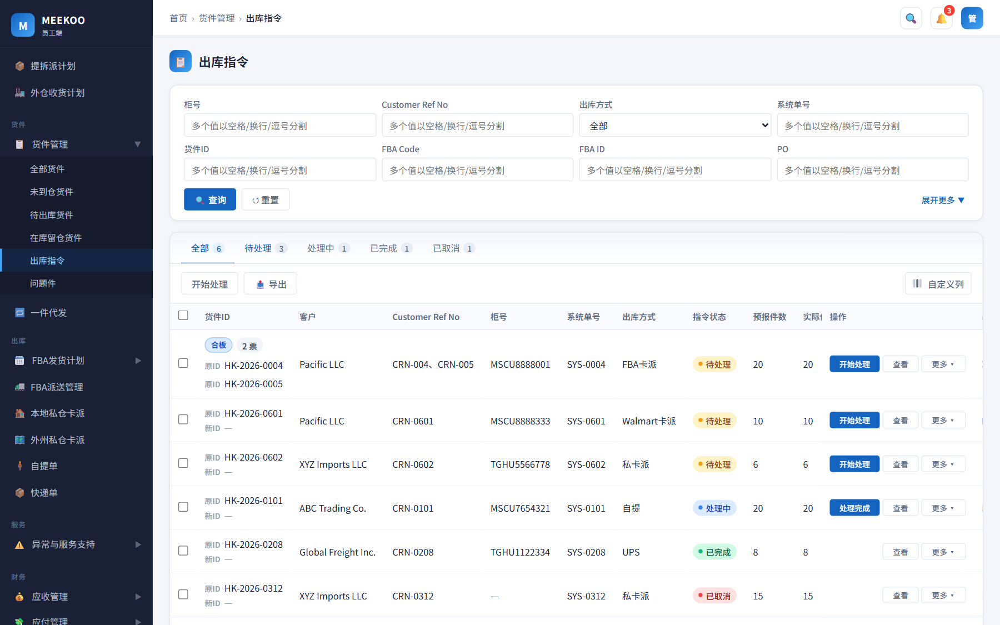 M
MEEKOO
员工端
提拆派计划
外仓收货计划
货件
货件管理 ▼
全部货件
未到仓货件
待出库货件
在库留仓货件
出库指令
问题件
一件代发
出库
FBA发货计划 ▶
FBA派送管理
本地私仓卡派
外州私仓卡派
自提单
快递单
服务
异常与服务支持 ▶
财务
应收管理 ▶
应付管理 ▶
首页 › 货件管理 › 出库指令
3
管
出库指令
柜号 Customer Ref No 出库方式 系统单号
多个值以空格/换行/逗号分割 多个值以空格/换行/逗号分割 全部 多个值以空格/换行/逗号分割
货件ID FBA Code FBA ID PO
多个值以空格/换行/逗号分割 多个值以空格/换行/逗号分割 多个值以空格/换行/逗号分割 多个值以空格/换行/逗号分割
查询 ↺ 重置 展开更多 ▼
全部 6 待处理 3 处理中 1 已完成 1 已取消 1
开始处理 导出 自定义列
货件ID 客户 Customer Ref No 柜号 系统单号 出库方式 指令状态 预报件数 实际 操作
合板 2 票
原ID HK-2026-0004 Pacific LLC CRN-004、CRN-005 MSCU8888001 SYS-0004 FBA卡派 待处理 20 20 开始处理 查看 更多 ▾
原ID HK-2026-0005
原ID HK-2026-0601
新ID — Pacific LLC CRN-0601 MSCU8888333 SYS-0601 Walmart卡派 待处理 10 10 开始处理 查看 更多 ▾
原ID HK-2026-0602
新ID — XYZ Imports LLC CRN-0602 TGHU5566778 SYS-0602 私卡派 待处理 6 6 开始处理 查看 更多 ▾
原ID HK-2026-0101
新ID — ABC Trading Co. CRN-0101 MSCU7654321 SYS-0101 自提 处理中 20 20 处理完成 查看 更多 ▾
原ID HK-2026-0208
新ID — Global Freight Inc. CRN-0208 TGHU1122334 SYS-0208 UPS 已完成 8 8 查看 更多 ▾
原ID HK-2026-0312
新ID — XYZ Imports LLC CRN-0312 — SYS-0312 私卡派 已取消 15 15 查看 更多 ▾